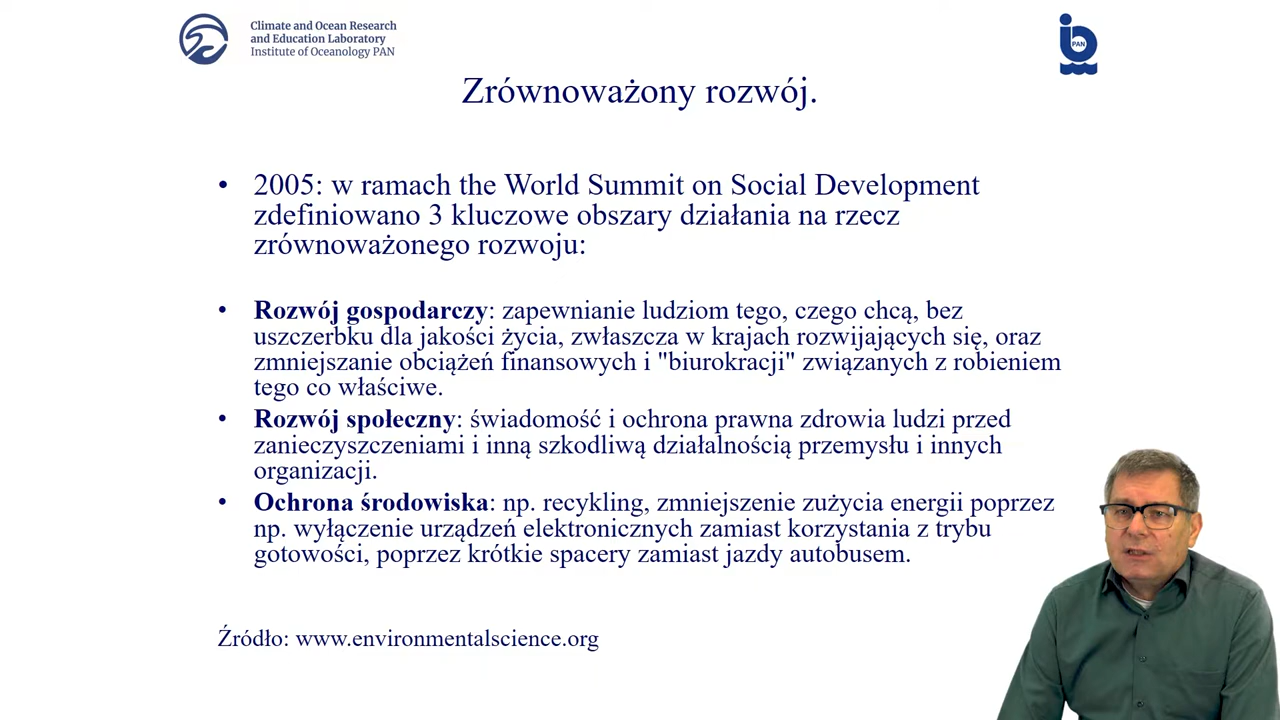 Climate and Ocean Research
and Education Laboratory
Institute of Oceanology PAN
PAN
Zrównoważony rozwój.
• 2005: w ramach the World Summit on Social Development
zdefiniowano 3 kluczowe obszary działania na rzecz
zrównoważonego rozwoju:
• Rozwój gospodarczy: zapewnianie ludziom tego, czego chcą, bez
uszczerbku dla jakości życia, zwłaszcza w krajach rozwijających się, oraz
zmniejszanie obciążeń finansowych i "biurokracji" związanych z robieniem
tego co właściwe.
• Rozwój społeczny: świadomość i ochrona prawna zdrowia ludzi przed
zanieczyszczeniami i inną szkodliwą działalnością przemysłu i innych
organizacji.
• Ochrona środowiska: np. recykling, zmniejszenie zużycia energii poprzez
np. wyłączenie urządzeń elektronicznych zamiast korzystania z trybu
gotowości, poprzez krótkie spacery zamiast jazdy autobusem.
Źródło: www.environmentalscience.org